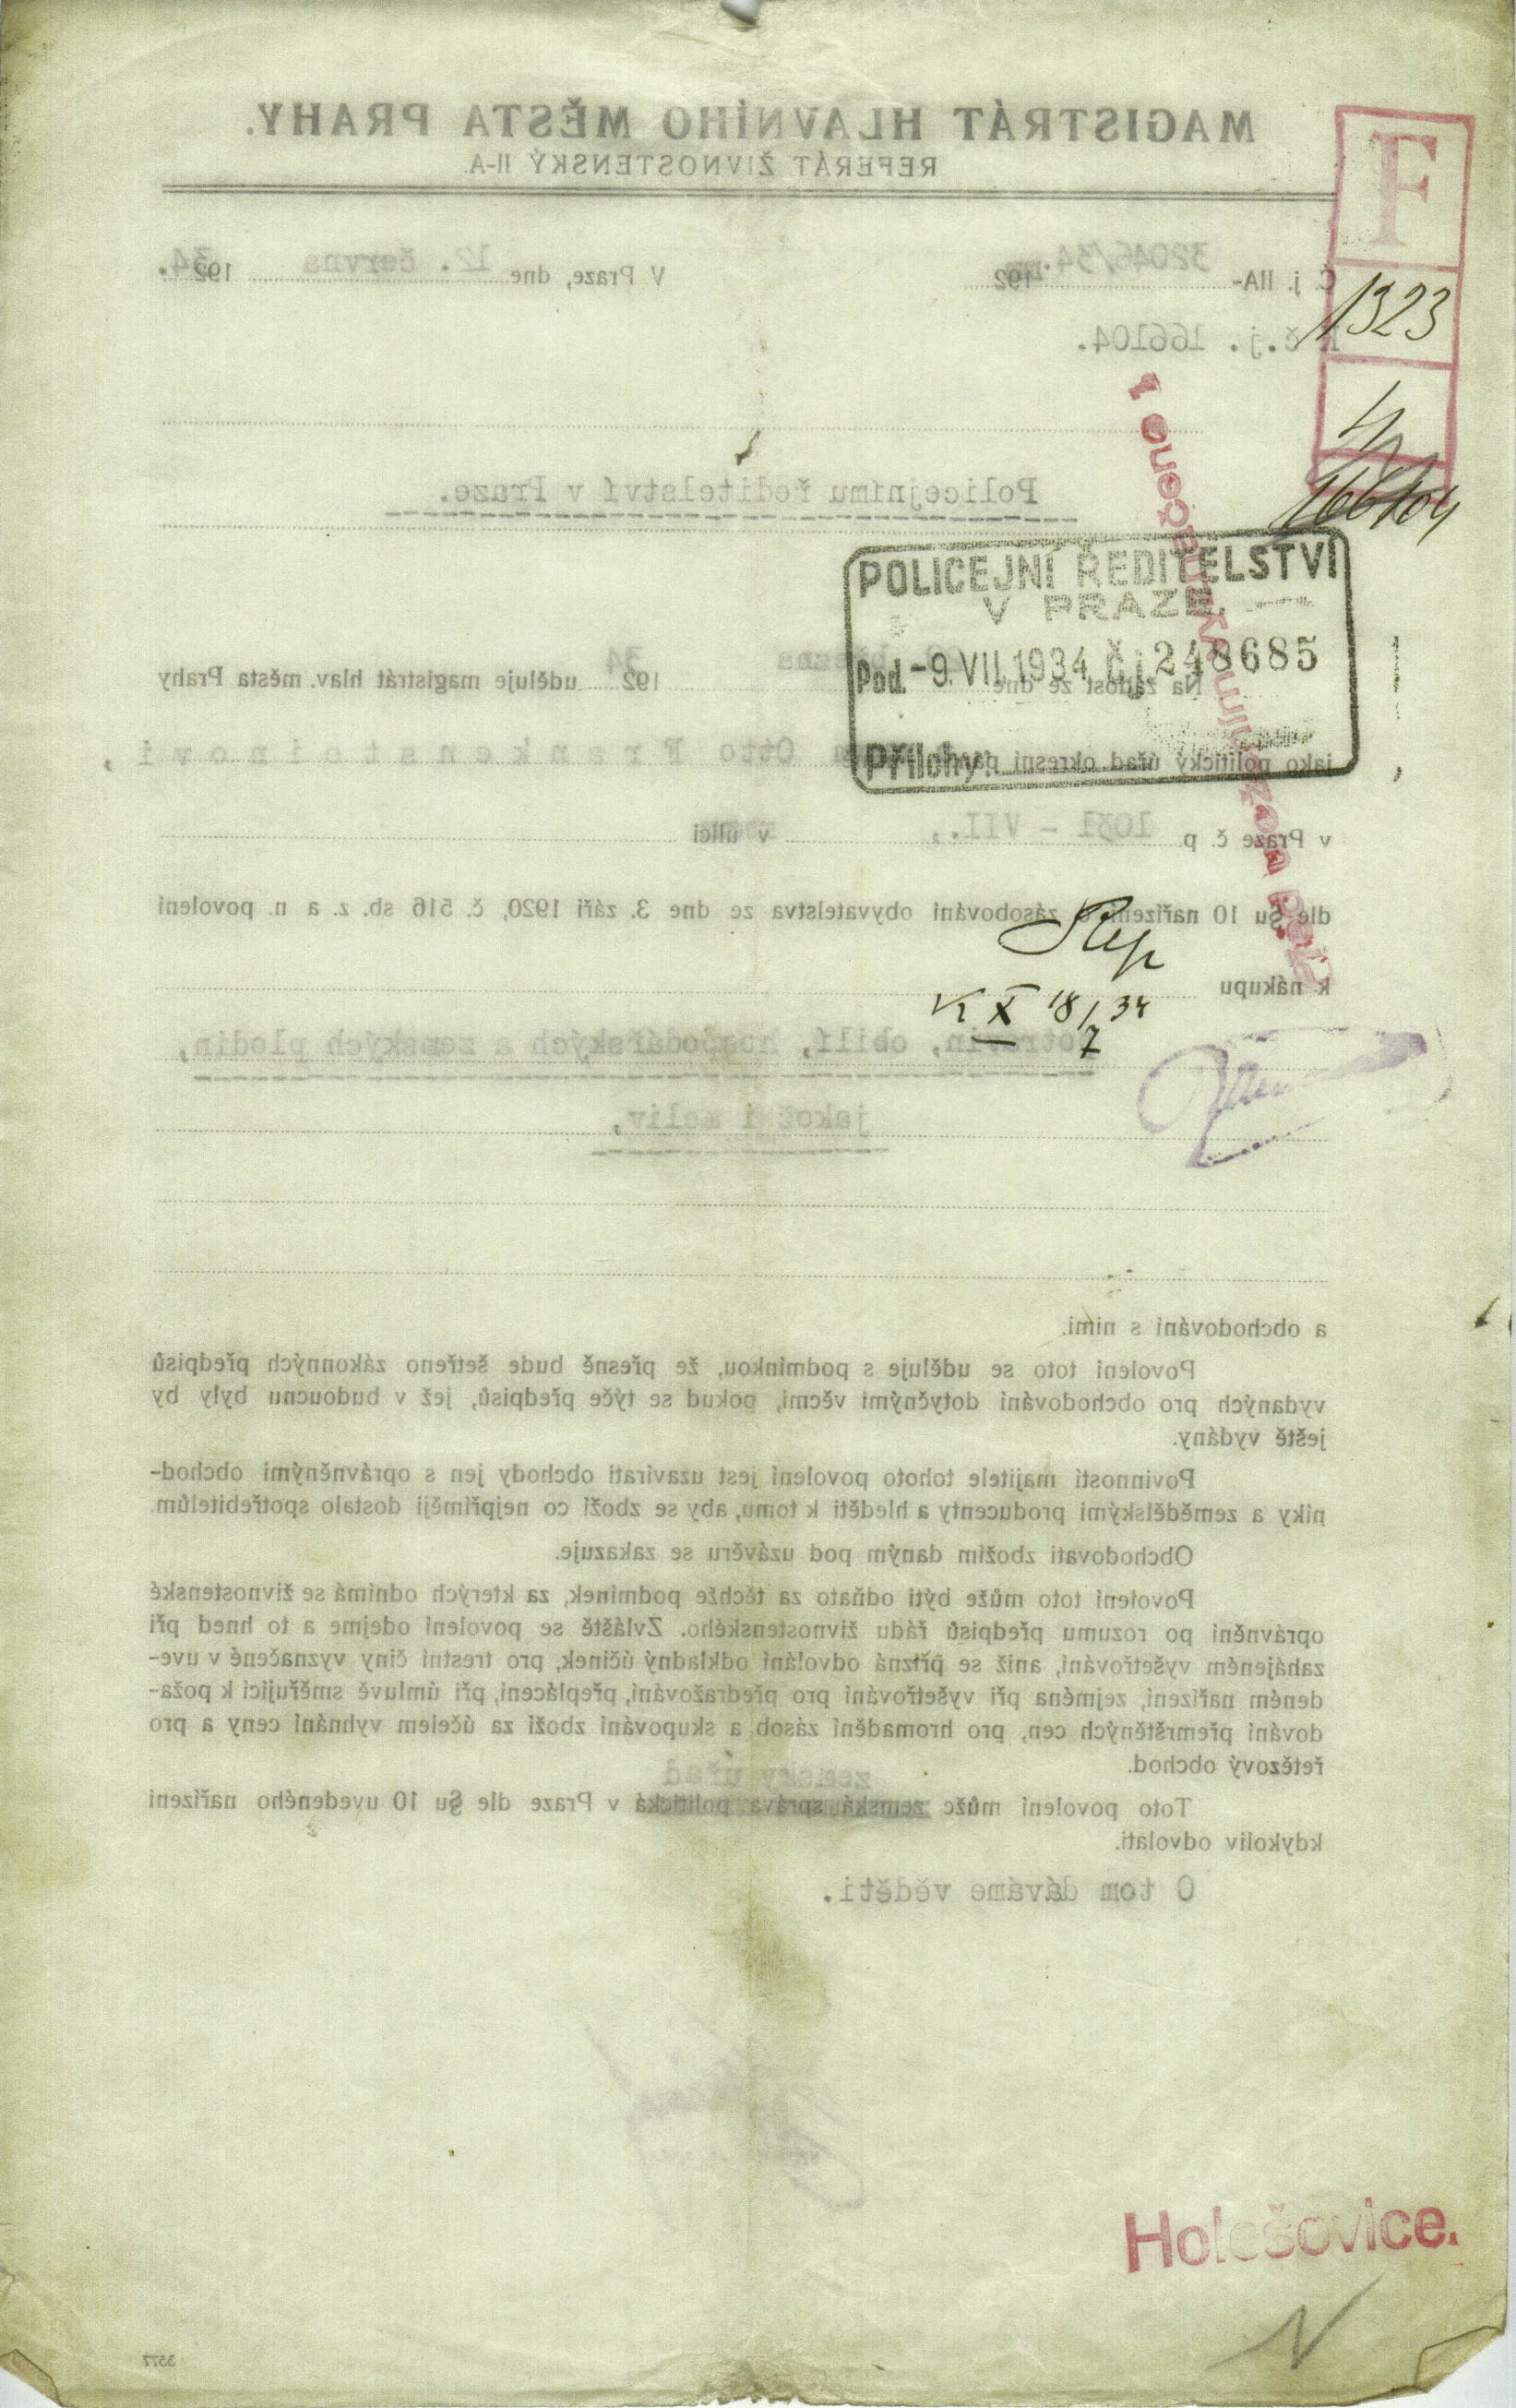 MAGISTRÁT HLAVNÍHO MĚSTA PRAHY.
REFERÁT ŽIVNOSTENSKÝ II-A.
F
Č. j. IIA- 32046/34 192
V Praze, dne 12. června 1934.
1323
č.j. 166104.
4
166104
Policejnímu ředitelství v Praze.
POLICEJNÍ ŘEDITELSTVÍ
V PRAZE.
Pod. -9. VII. 1934 Č.j. 248685
Přílohy:
Na žádost ze dne března 192 34 uděluje magistrát hlav. města Prahy
jako politický úřad okresní Otto Frankensteinovi,
v Praze č. p. 1031 - VII., v ulici
dle §u 10 nařízení o zásobování obyvatelstva ze dne 3. září 1920, č. 516 sb. z. a n. povolení
k nákupu
K X 18/7 34
potravin, obilí, hospodářských a zemských plodin,
jakož i meliv,
a obchodování s nimi.
Povolení toto se uděluje s podmínkou, že přesně bude šetřeno zákonných předpisů
vydaných pro obchodování dotyčnými věcmi, pokud se týče předpisů, jež v budoucnu byly by
ještě vydány.
Povinností majitele tohoto povolení jest uzavírati obchody jen s oprávněnými obchod-
níky a zemědělskými producenty a hleděti k tomu, aby se zboží co nejpříměji dostalo spotřebitelům
Obchodovati zbožím daným pod uzávěru se zakazuje.
Povolení toto může býti odňato za těchže podmínek, za kterých odnímá se živnostenské
oprávnění po rozumu předpisů řádu živnostenského. Zvláště se povolení odejme a to hned při
zahájeném vyšetřování, aniž se přizná odvolání odkladný účinek, pro trestní činy vyznačené v uve-
deném nařízení, zejména při vyšetřování pro předražování, přeplácení, při úmluvě směřující k poža-
dování přemrštěných cen, pro hromadění zásob a skupování zboží za účelem vyhnání ceny a pro
řetězový obchod.
zemský úřad
Toto povolení může zemská správa politická v Praze dle §u 10 uvedeného nařízení
kdykoliv odvolati.
O tom dáváme věděti.
Holešovice.
N
3577